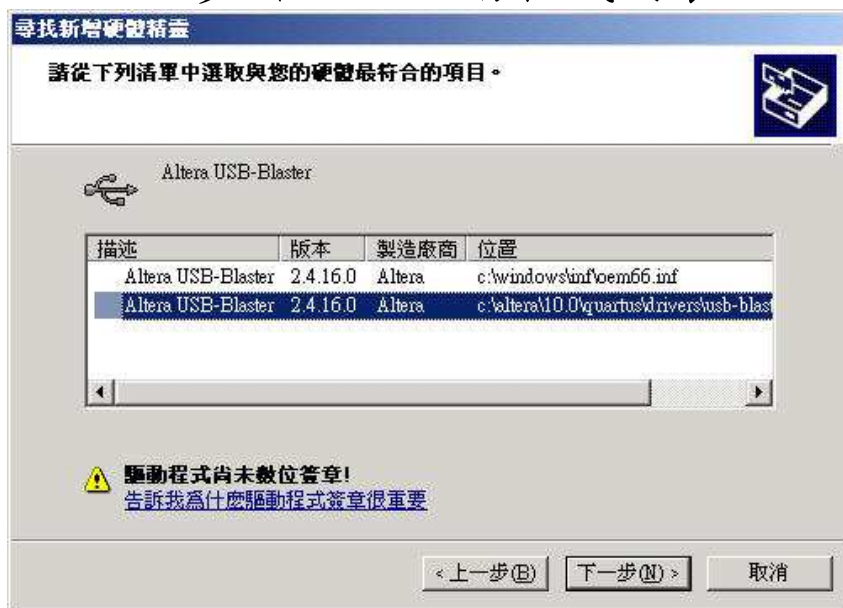 尋找新增硬體精靈
請從下列清單中選取與您的硬體最符合的項目。
Altera USB-Blaster
描述 版本 製造廠商 位置
Altera USB-Blaster 2.4.16.0 Altera c:\windows\inf\oem66.inf
Altera USB-Blaster 2.4.16.0 Altera c:\altera\10.0\quartus\drivers\usb-blast
驅動程式尚未數位簽章!
告訴我為什麼驅動程式簽章很重要
<上一步(B) 下一步(N)> 取消